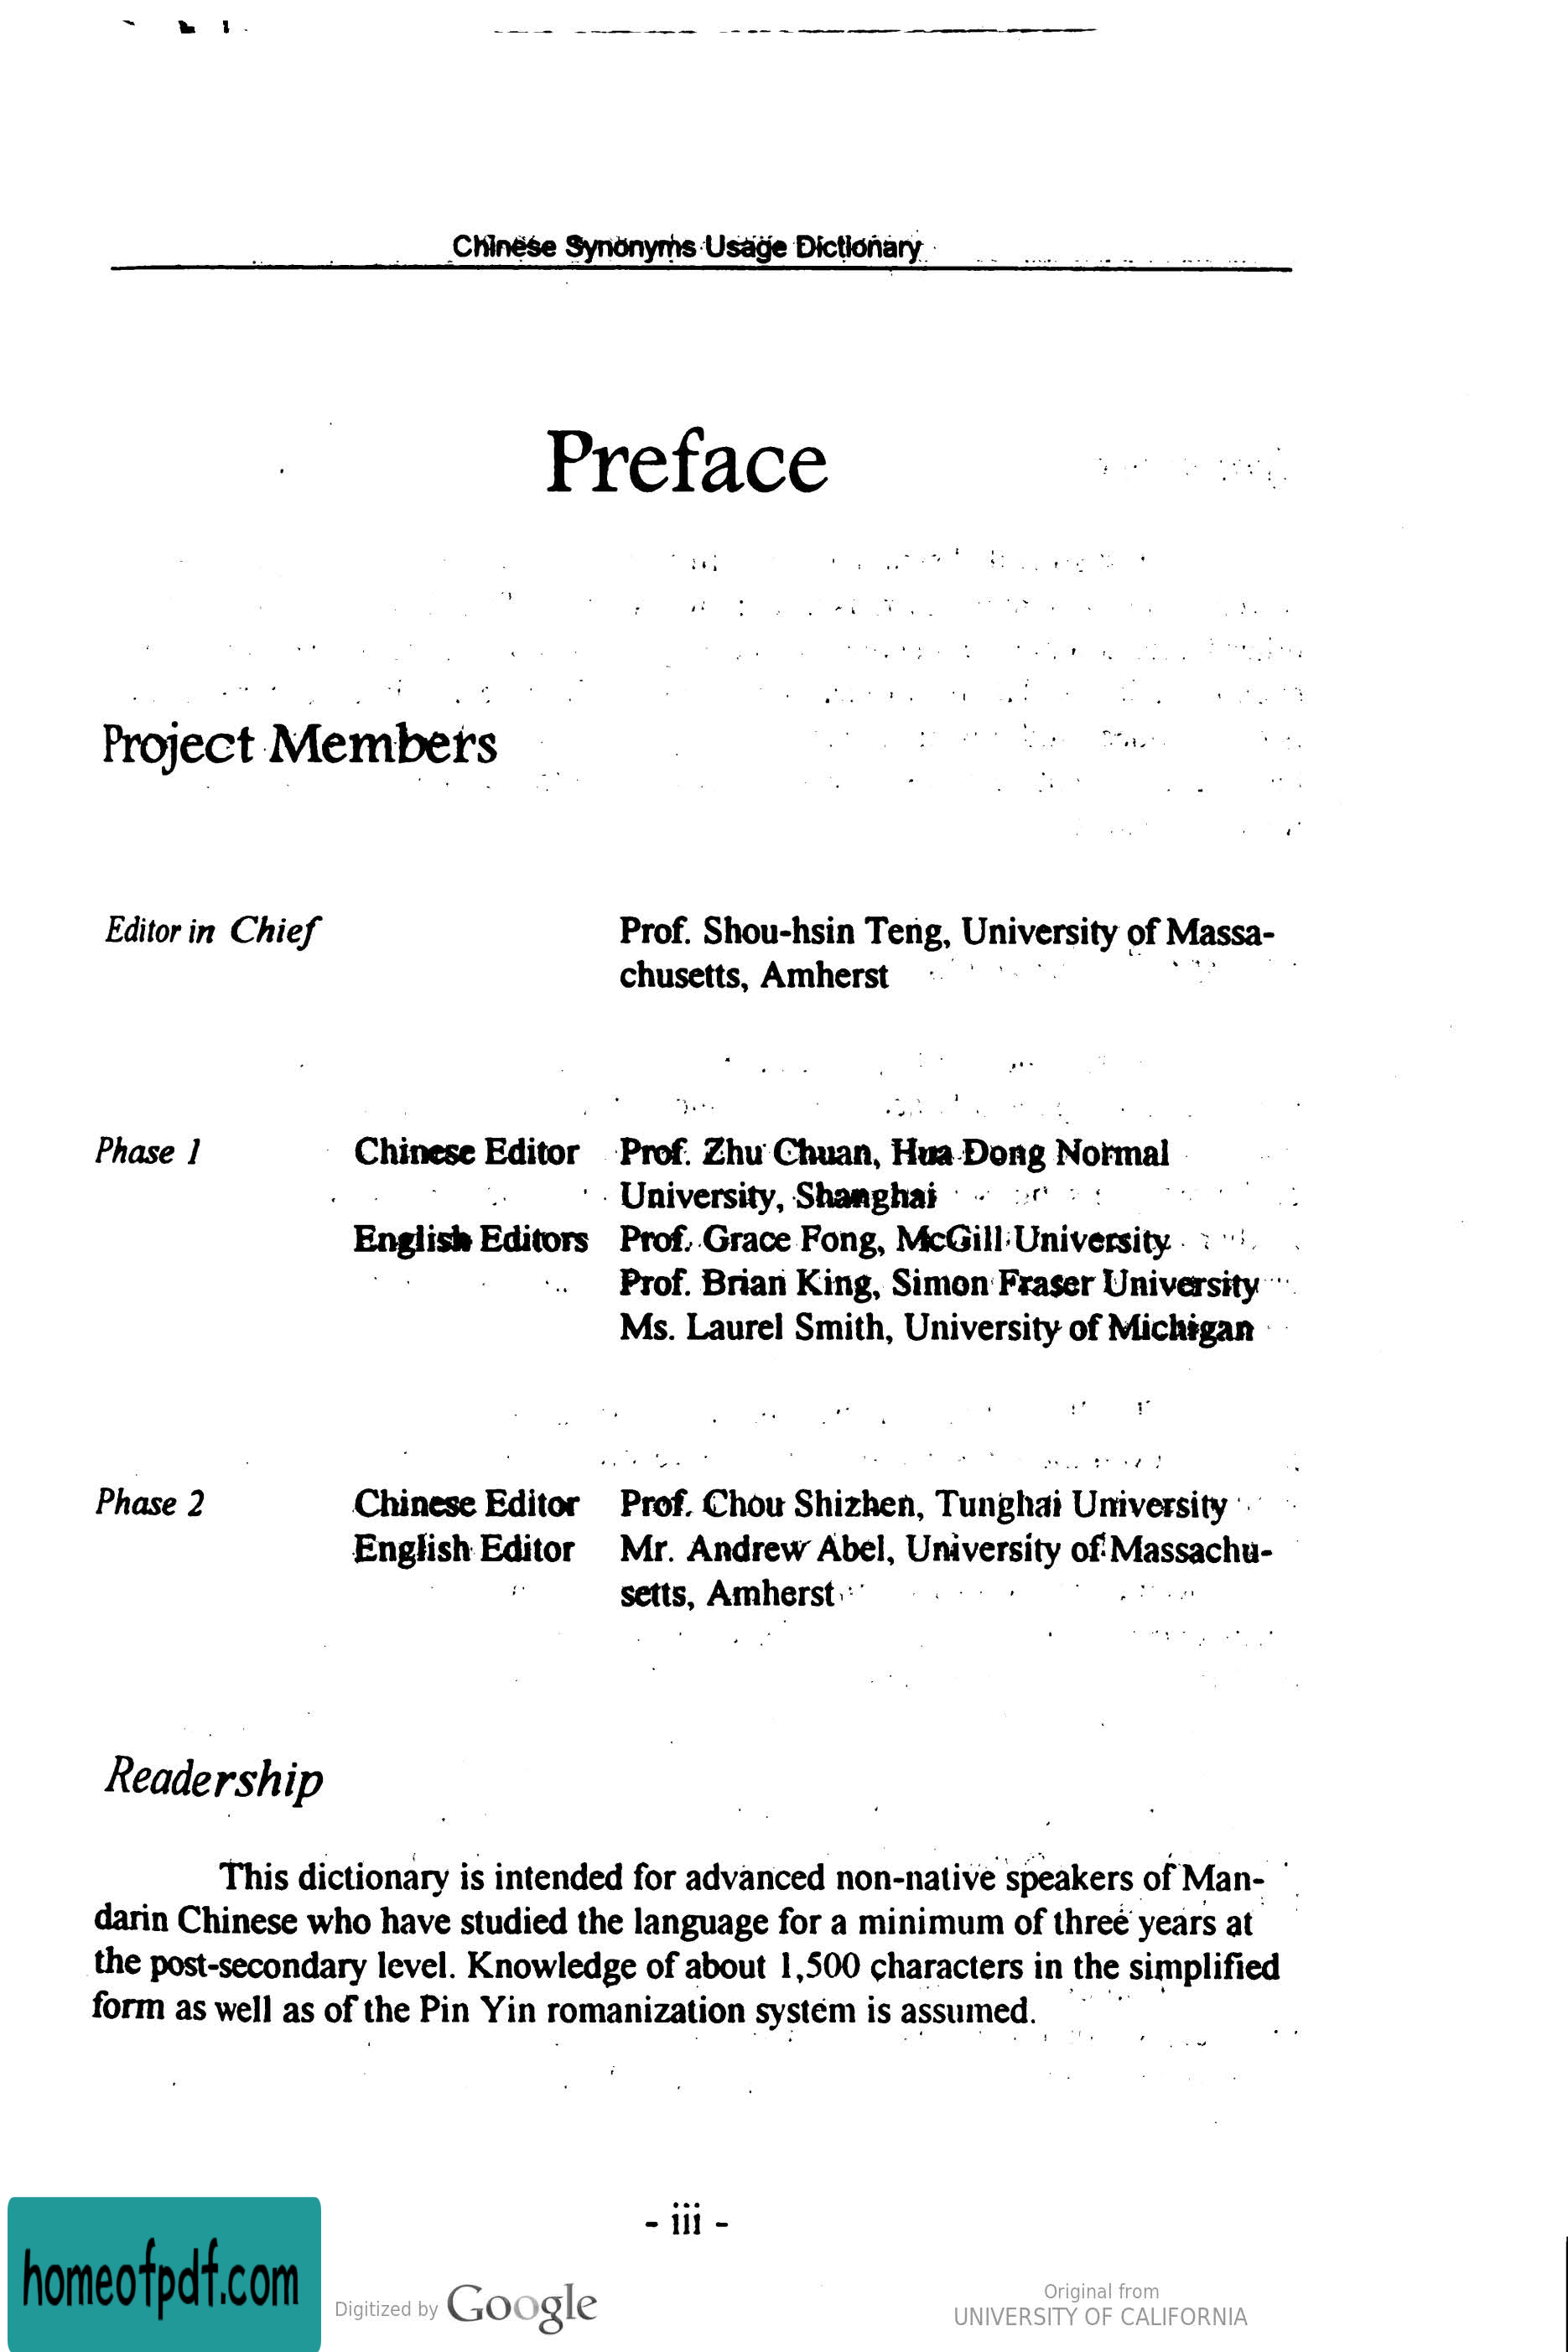 Chinese Synonyms Usage Dictionary
Preface
Project Members
Editor in Chief Prof. Shou-hsin Teng, University of Massa-
chusetts, Amherst
Phase 1 Chinese Editor Prof. Zhu Chuan, Hua Dong Normal
University, Shanghai
English Editors Prof. Grace Fong, McGill University
Prof. Brian King, Simon Fraser University
Ms. Laurel Smith, University of Michigan
Phase 2 Chinese Editor Prof. Chou Shizhen, Tunghai University
English Editor Mr. Andrew Abel, University of Massachu-
setts, Amherst
Readership
This dictionary is intended for advanced non-native speakers of Man-
darin Chinese who have studied the language for a minimum of three years at
the post-secondary level. Knowledge of about 1,500 characters in the simplified
form as well as of the Pin Yin romanization system is assumed.
- iii -
homeofpdf.com
Digitized by Google
Original from
UNIVERSITY OF CALIFORNIA